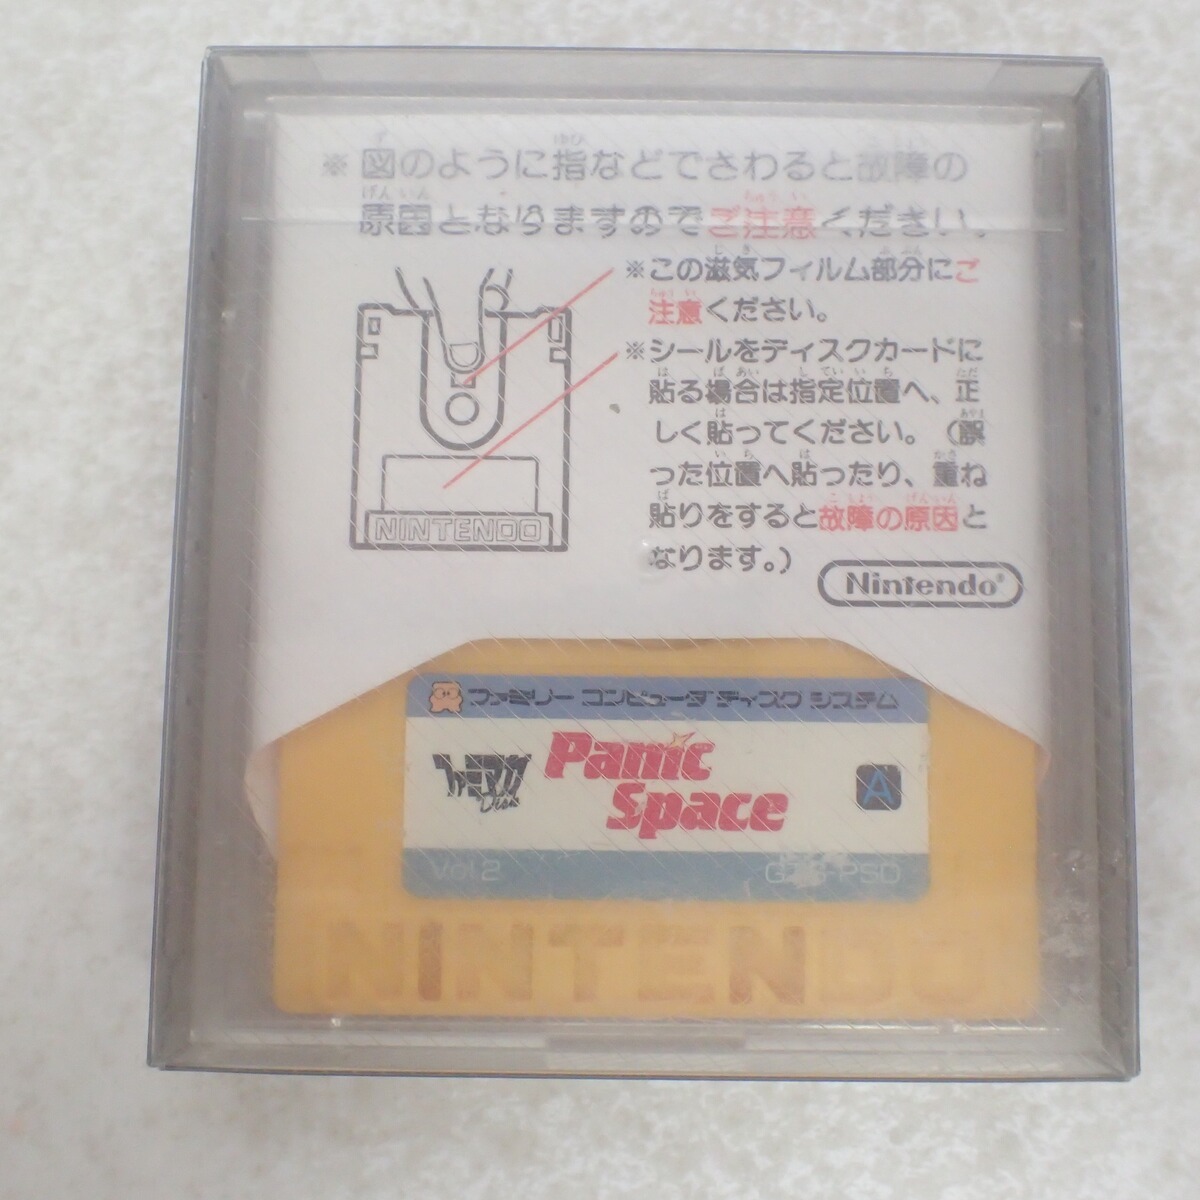 ※図のように指などでさわると故障の
原因となりますのでご注意ください。
※この滋気フィルム部分にご
注意ください。
※シールをディスクカードに
貼る場合は指定位置へ、正
しく貼ってください。(誤
った位置へ貼ったり、重ね
貼りをすると故障の原因と
なります。)
NINTENDO
Nintendo®
ファミリー コンピュータ ディスク システム
ファミマガ
Disk
Panic
Space
A
Vol.2
NINTENDO